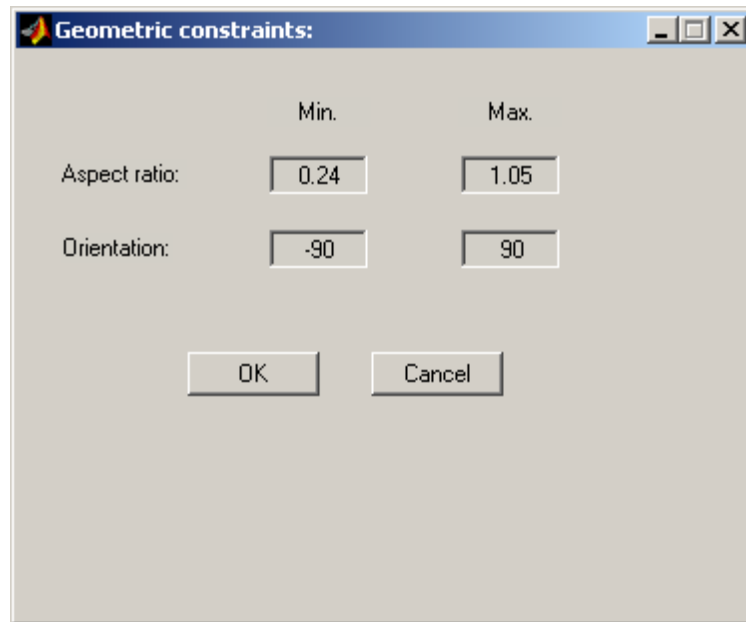 Geometric constraints:
Min. Max.
Aspect ratio: 0.24 1.05
Orientation: -90 90
OK Cancel